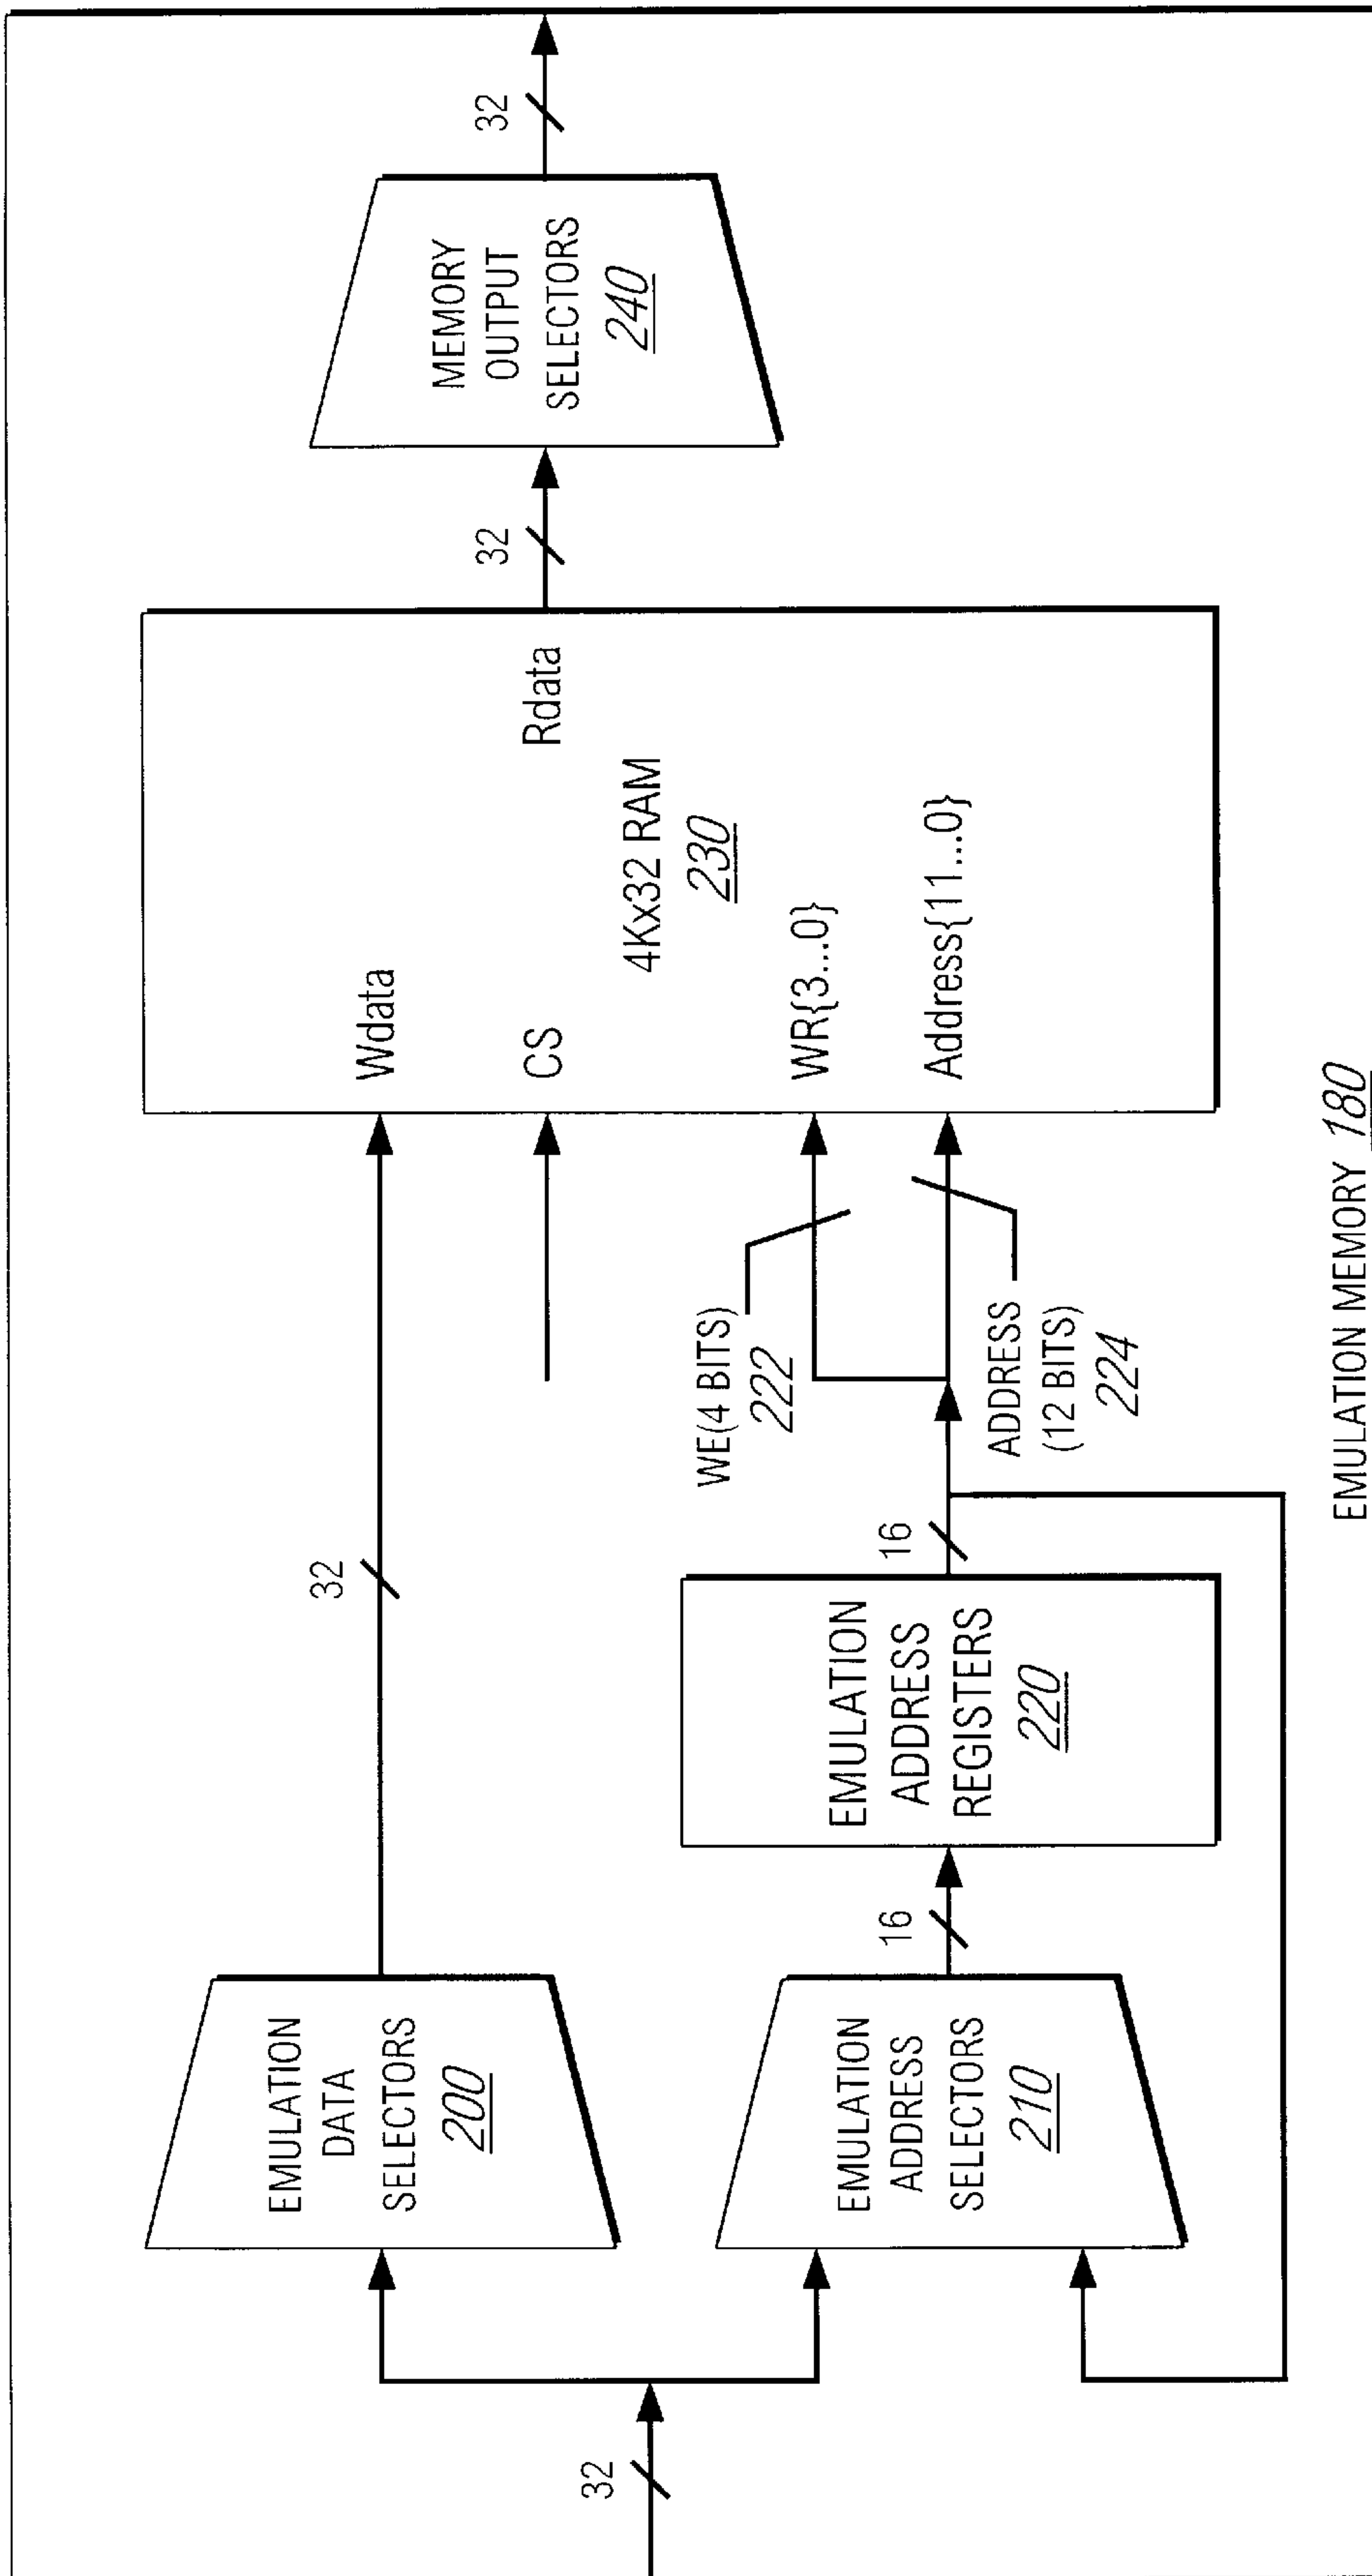 32
EMULATION
DATA
SELECTORS
200
32
EMULATION
ADDRESS
SELECTORS
210
16
EMULATION
ADDRESS
REGISTERS
220
16
WE(4 BITS)
222
ADDRESS
(12 BITS)
224
Wdata
CS
Rdata
4Kx32 RAM
230
WR{3...0}
Address{11...0}
32
MEMORY
OUTPUT
SELECTORS
240
32
EMULATION MEMORY 180